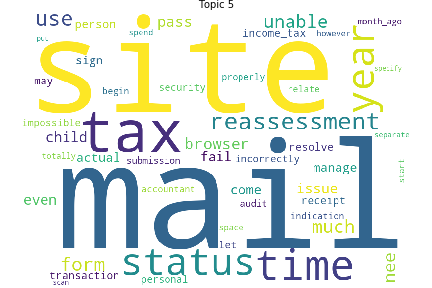 Topic 5
put spend however month_ago
use person pass unable income_tax
site
sign security properly specify
may begin relate
year
impossible tax reassessment
child browser resolve separate
totally actual submission fail incorrectly manage
mail
even accountant come issue start
audit receipt
status indication much
time
form space let nee
transaction personal
scan